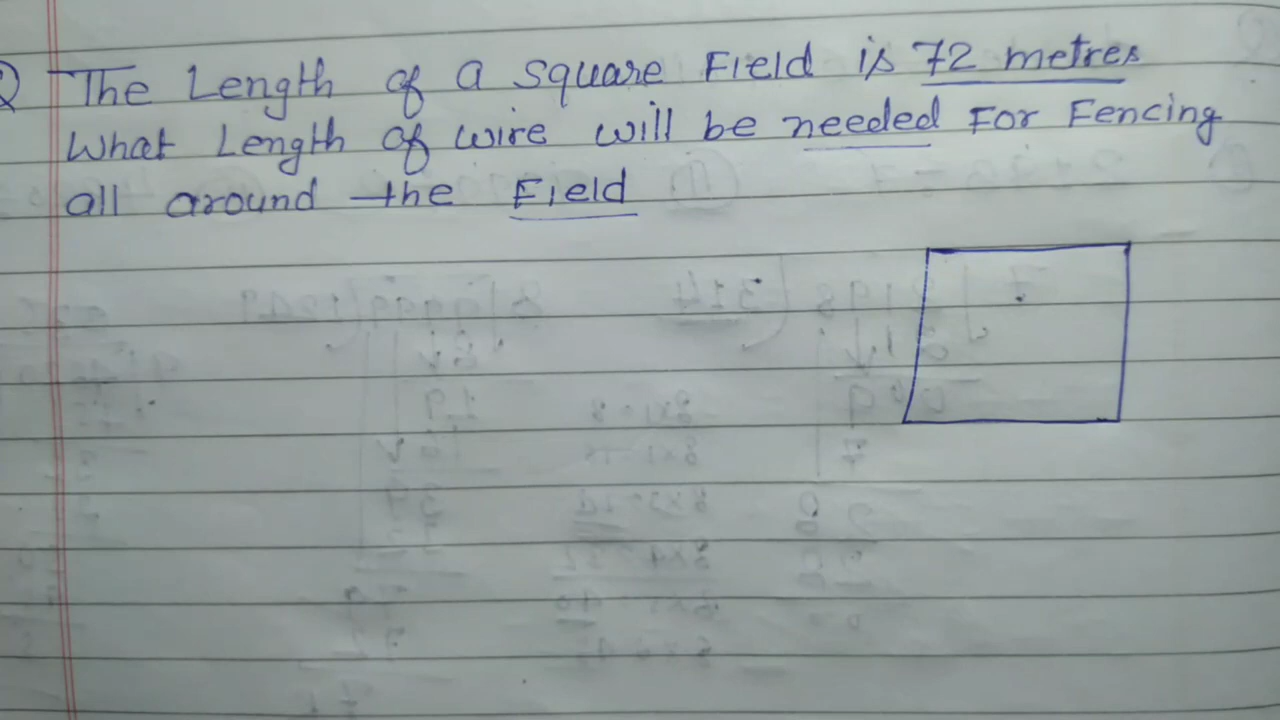 Q The Length of a square Field is 72 metres
What Length of wire will be needed For Fencing
all around the Field